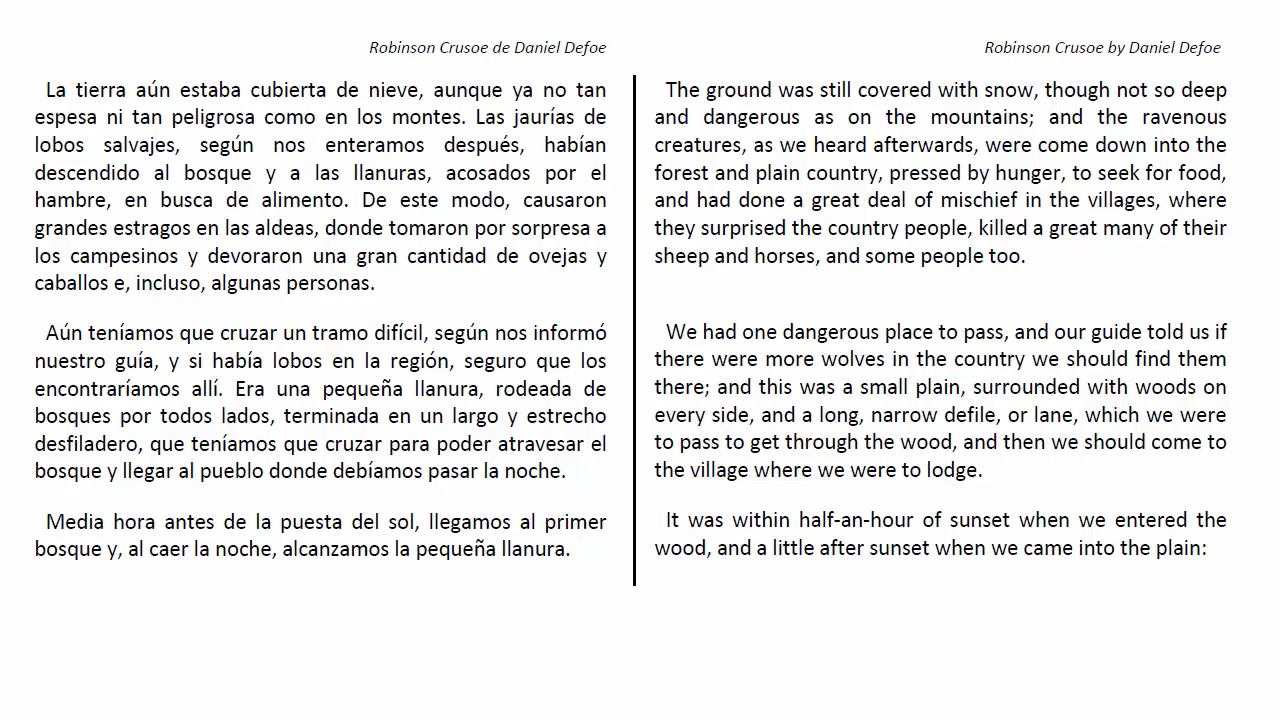 Robinson Crusoe de Daniel Defoe
La tierra aún estaba cubierta de nieve, aunque ya no tan
espesa ni tan peligrosa como en los montes. Las jaurías de
lobos salvajes, según nos enteramos después, habían
descendido al bosque y a las llanuras, acosados por el
hambre, en busca de alimento. De este modo, causaron
grandes estragos en las aldeas, donde tomaron por sorpresa a
los campesinos y devoraron una gran cantidad de ovejas y
caballos e, incluso, algunas personas.
Aún teníamos que cruzar un tramo difícil, según nos informó
nuestro guía, y si había lobos en la región, seguro que los
encontraríamos allí. Era una pequeña llanura, rodeada de
bosques por todos lados, terminada en un largo y estrecho
desfiladero, que teníamos que cruzar para poder atravesar el
bosque y llegar al pueblo donde debíamos pasar la noche.
Media hora antes de la puesta del sol, llegamos al primer
bosque y, al caer la noche, alcanzamos la pequeña llanura.
Robinson Crusoe by Daniel Defoe
The ground was still covered with snow, though not so deep
and dangerous as on the mountains; and the ravenous
creatures, as we heard afterwards, were come down into the
forest and plain country, pressed by hunger, to seek for food,
and had done a great deal of mischief in the villages, where
they surprised the country people, killed a great many of their
sheep and horses, and some people too.
We had one dangerous place to pass, and our guide told us if
there were more wolves in the country we should find them
there; and this was a small plain, surrounded with woods on
every side, and a long, narrow defile, or lane, which we were
to pass to get through the wood, and then we should come to
the village where we were to lodge.
It was within half-an-hour of sunset when we entered the
wood, and a little after sunset when we came into the plain: